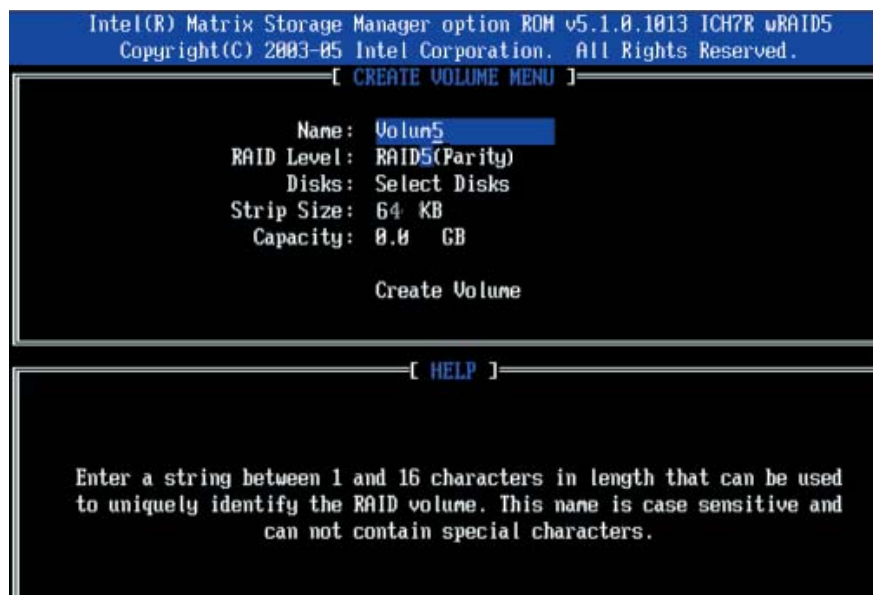 Intel(R) Matrix Storage Manager option ROM v5.1.0.1013 ICH7R wRAID5
Copyright(C) 2003-05 Intel Corporation. All Rights Reserved.
[ CREATE VOLUME MENU ]
Name: Volum5
RAID Level: RAID5(Parity)
Disks: Select Disks
Strip Size: 64 KB
Capacity: 0.0 GB
Create Volume
[ HELP ]
Enter a string between 1 and 16 characters in length that can be used
to uniquely identify the RAID volume. This name is case sensitive and
can not contain special characters.